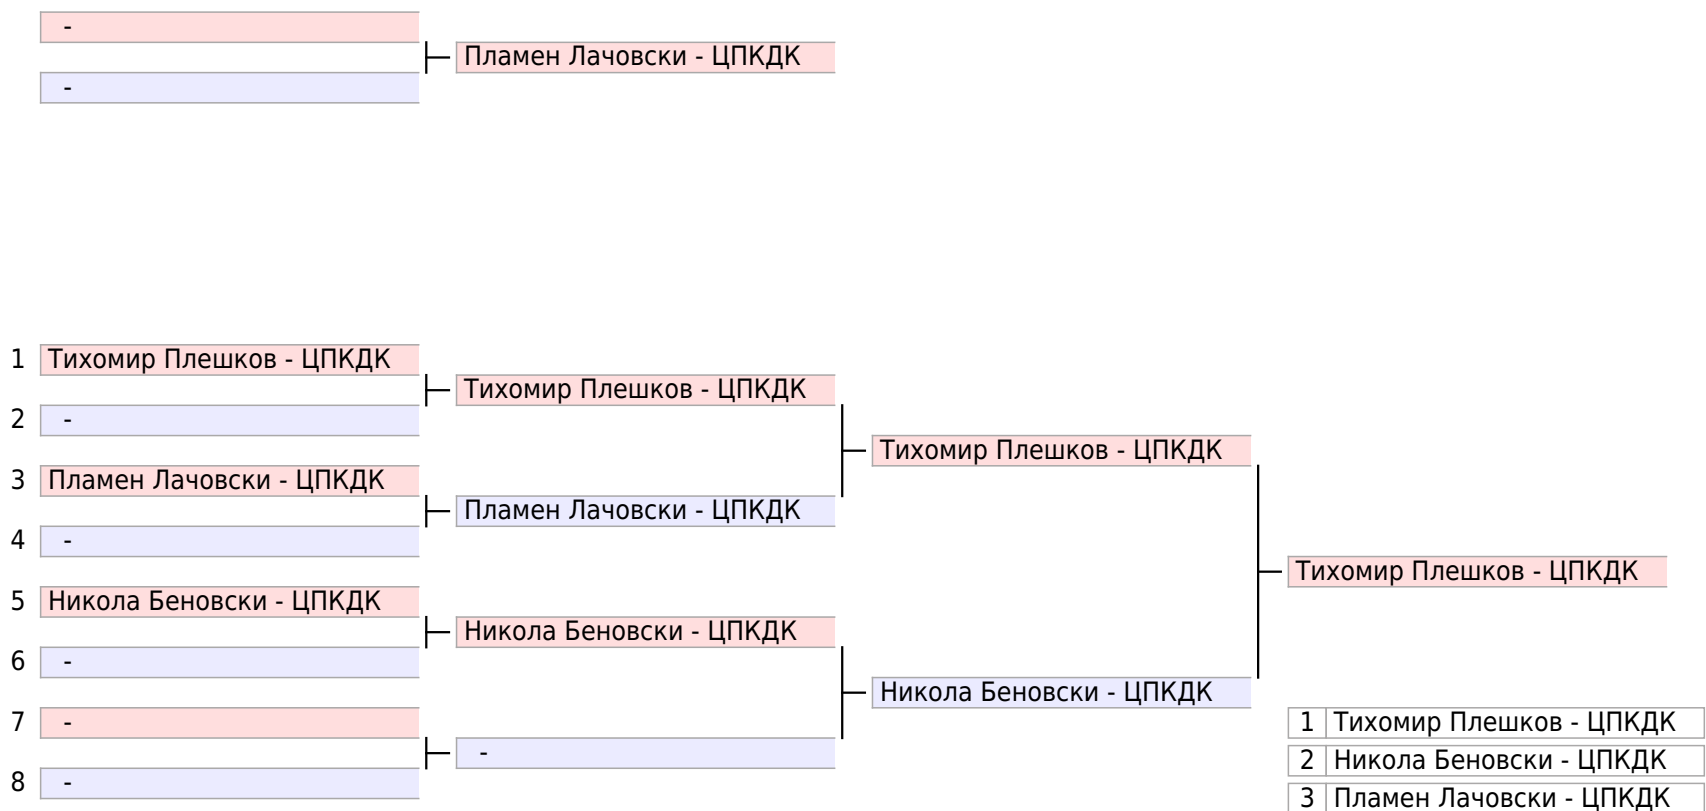 -
Пламен Лачовски - ЦПКДК
-
1 Тихомир Плешков - ЦПКДК
Тихомир Плешков - ЦПКДК
2 -
Тихомир Плешков - ЦПКДК
3 Пламен Лачовски - ЦПКДК
Пламен Лачовски - ЦПКДК
4 -
Тихомир Плешков - ЦПКДК
5 Никола Беновски - ЦПКДК
Никола Беновски - ЦПКДК
6 -
Никола Беновски - ЦПКДК
7 -
-
8 -
1 Тихомир Плешков - ЦПКДК
2 Никола Беновски - ЦПКДК
3 Пламен Лачовски - ЦПКДК